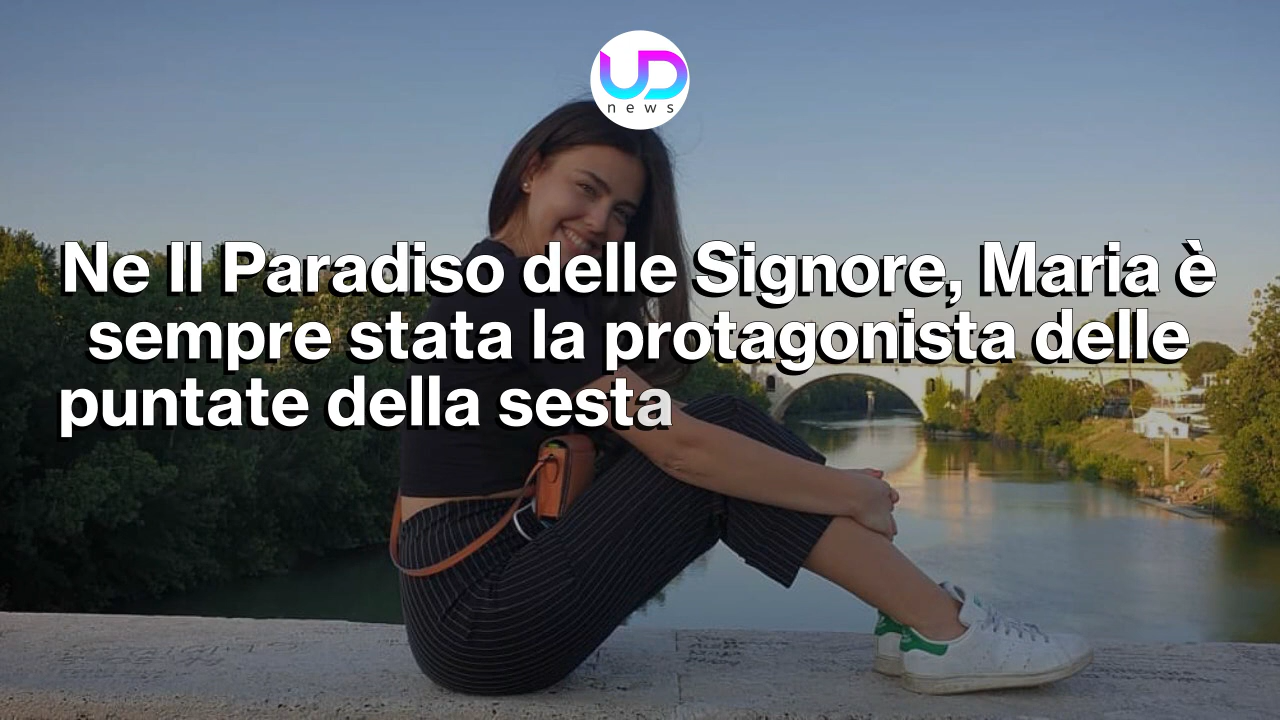 UD
news
Ne Il Paradiso delle Signore, Maria è
sempre stata la protagonista delle
puntate della sesta